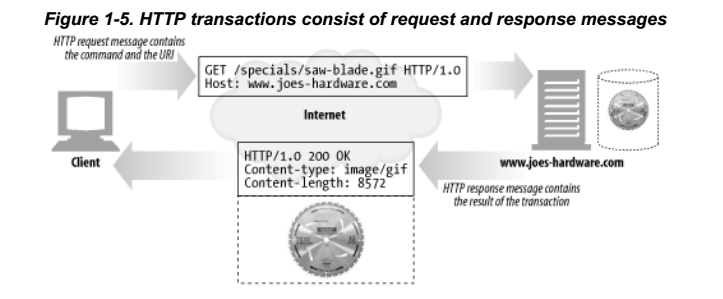 Figure 1-5. HTTP transactions consist of request and response messages
HTTP request message contains
the command and the URI
GET /specials/saw-blade.gif HTTP/1.0
Host: www.joes-hardware.com
Internet
Client
HTTP/1.0 200 OK
Content-type: image/gif
Content-length: 8572
www.joes-hardware.com
HTTP response message contains
the result of the transaction